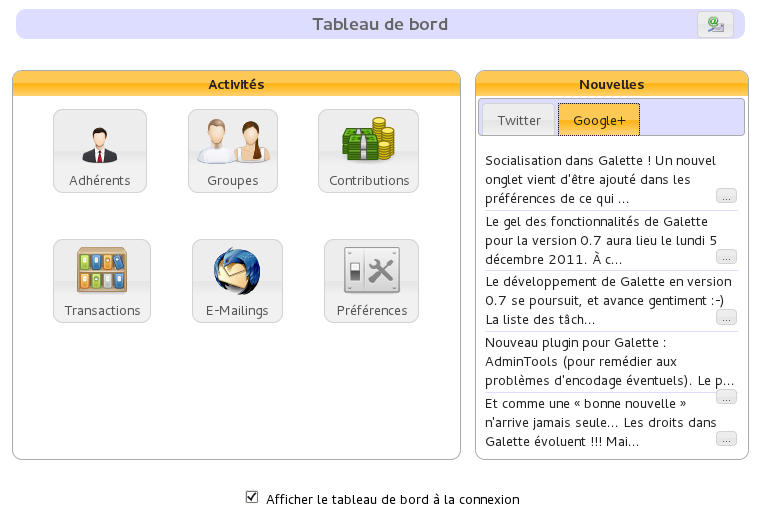 Tableau de bord
Activités
Adhérents
Groupes
Contributions
Transactions
E-Mailings
Préférences
Nouvelles
Twitter
Google+
Socialisation dans Galette ! Un nouvel
onglet vient d'être ajouté dans les
préférences de ce qui ...
...
Le gel des fonctionnalités de Galette
pour la version 0.7 aura lieu le lundi 5
décembre 2011. À c...
...
Le développement de Galette en version
0.7 se poursuit, et avance gentiment :-)
La liste des tâch...
...
Nouveau plugin pour Galette :
AdminTools (pour remédier aux
problèmes d'encodage éventuels). Le p...
...
Et comme une « bonne nouvelle »
n'arrive jamais seule... Les droits dans
Galette évoluent !!! Mai...
...
Afficher le tableau de bord à la connexion